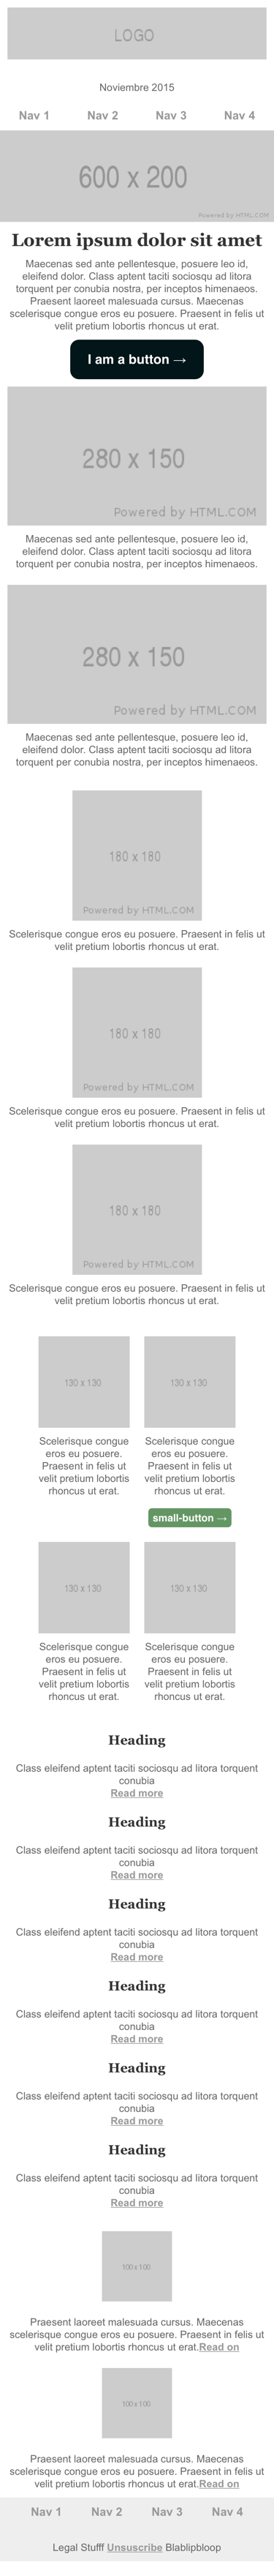 LOGO
Noviembre 2015
Nav 1 Nav 2 Nav 3 Nav 4
600 x 200
Powered by HTML.COM
Lorem ipsum dolor sit amet
Maecenas sed ante pellentesque, posuere leo id,
eleifend dolor. Class aptent taciti sociosqu ad litora
torquent per conubia nostra, per inceptos himenaeos.
Praesent laoreet malesuada cursus. Maecenas
scelerisque congue eros eu posuere. Praesent in felis ut
velit pretium lobortis rhoncus ut erat.
I am a button →
280 x 150
Powered by HTML.COM
Maecenas sed ante pellentesque, posuere leo id,
eleifend dolor. Class aptent taciti sociosqu ad litora
torquent per conubia nostra, per inceptos himenaeos.
280 x 150
Powered by HTML.COM
Maecenas sed ante pellentesque, posuere leo id,
eleifend dolor. Class aptent taciti sociosqu ad litora
torquent per conubia nostra, per inceptos himenaeos.
180 x 180
Powered by HTML.COM
Scelerisque congue eros eu posuere. Praesent in felis ut
velit pretium lobortis rhoncus ut erat.
180 x 180
Powered by HTML.COM
Scelerisque congue eros eu posuere. Praesent in felis ut
velit pretium lobortis rhoncus ut erat.
180 x 180
Powered by HTML.COM
Scelerisque congue eros eu posuere. Praesent in felis ut
velit pretium lobortis rhoncus ut erat.
130 x 130
Scelerisque congue
eros eu posuere.
Praesent in felis ut
velit pretium lobortis
rhoncus ut erat.
130 x 130
Scelerisque congue
eros eu posuere.
Praesent in felis ut
velit pretium lobortis
rhoncus ut erat.
small-button →
130 x 130
Scelerisque congue
eros eu posuere.
Praesent in felis ut
velit pretium lobortis
rhoncus ut erat.
130 x 130
Scelerisque congue
eros eu posuere.
Praesent in felis ut
velit pretium lobortis
rhoncus ut erat.
Heading
Class eleifend aptent taciti sociosqu ad litora torquent
conubia
Read more
Heading
Class eleifend aptent taciti sociosqu ad litora torquent
conubia
Read more
Heading
Class eleifend aptent taciti sociosqu ad litora torquent
conubia
Read more
Heading
Class eleifend aptent taciti sociosqu ad litora torquent
conubia
Read more
Heading
Class eleifend aptent taciti sociosqu ad litora torquent
conubia
Read more
Heading
Class eleifend aptent taciti sociosqu ad litora torquent
conubia
Read more
100 x 100
Praesent laoreet malesuada cursus. Maecenas
scelerisque congue eros eu posuere. Praesent in felis ut
velit pretium lobortis rhoncus ut erat.Read on
100 x 100
Praesent laoreet malesuada cursus. Maecenas
scelerisque congue eros eu posuere. Praesent in felis ut
velit pretium lobortis rhoncus ut erat.Read on
Nav 1 Nav 2 Nav 3 Nav 4
Legal Stufff Unsuscribe Blablipbloop